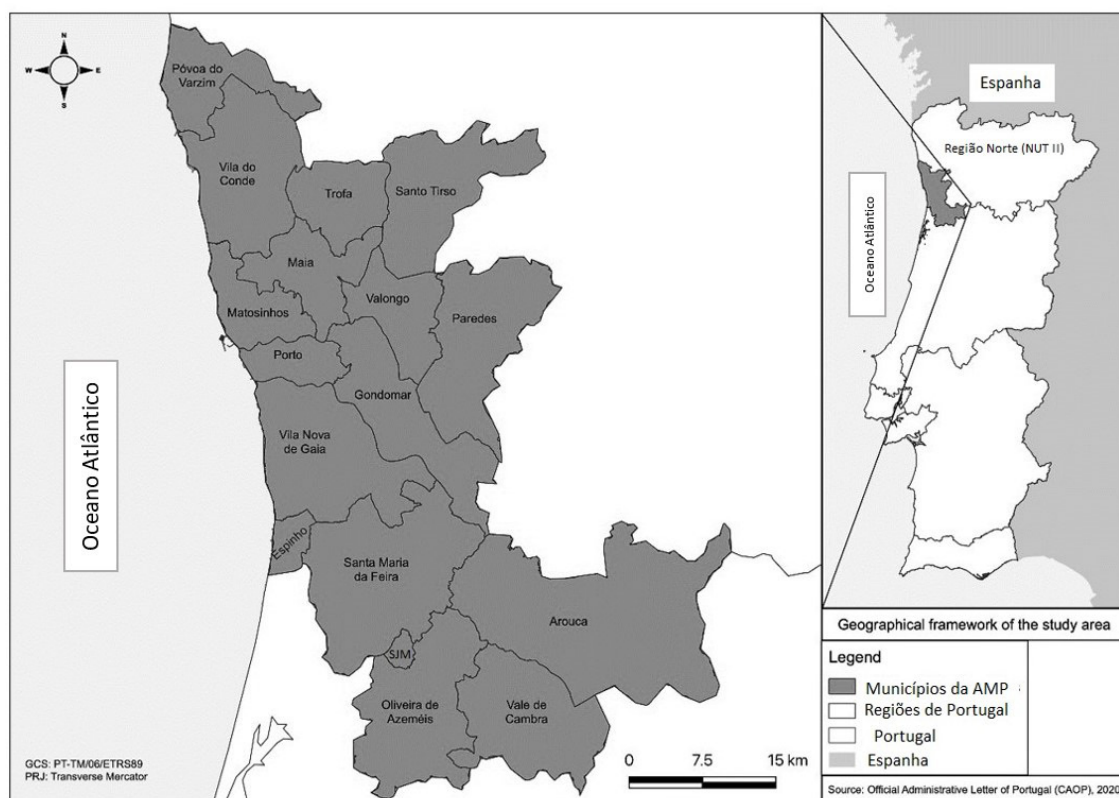 N
W
E
S
Póvoa do
Varzim
Vila do
Conde
Trofa
Santo Tirso
Maia
Valongo
Matosinhos
Paredes
Porto
Gondomar
Vila Nova
de Gaia
Espinho
Santa Maria
da Feira
Arouca
SJM
Oliveira de
Azeméis
Vale de
Cambra
Oceano Atlântico
GCS: PT-TM/06/ETRS89
PRJ: Transverse Mercator
0 7.5 15 km
Espanha
Região Norte (NUT II)
Oceano Atlântico
Geographical framework of the study area
Legend
Municípios da AMP
Regiões de Portugal
Portugal
Espanha
Source: Official Administrative Letter of Portugal (CAOP), 2020